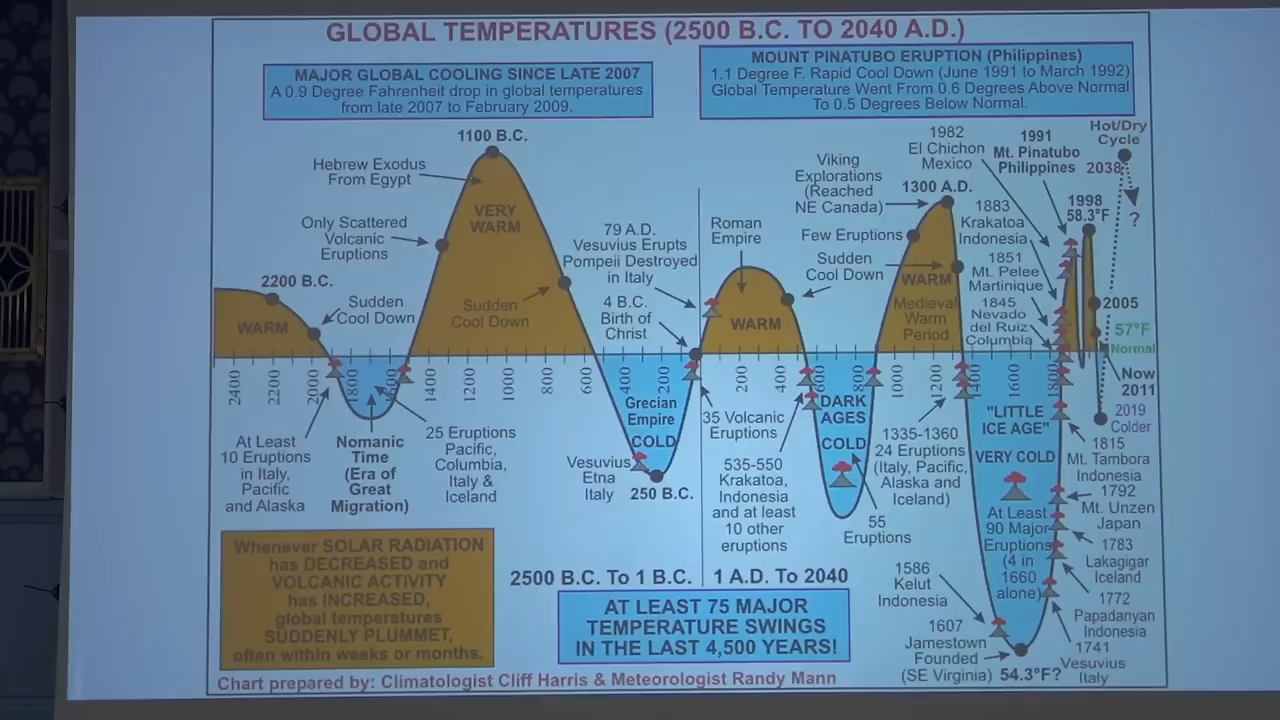 GLOBAL TEMPERATURES (2500 B.C. TO 2040 A.D.)
MAJOR GLOBAL COOLING SINCE LATE 2007
A 0.9 Degree Fahrenheit drop in global temperatures
from late 2007 to February 2009.
MOUNT PINATUBO ERUPTION (Philippines)
1.1 Degree F. Rapid Cool Down (June 1991 to March 1992)
Global Temperature Went From 0.6 Degrees Above Normal
To 0.5 Degrees Below Normal.
1100 B.C.
Hebrew Exodus
From Egypt
VERY
WARM
Only Scattered
Volcanic
Eruptions
2200 B.C.
Sudden
Cool Down
WARM
Sudden
Cool Down
79 A.D.
Vesuvius Erupts
Pompeii Destroyed
in Italy
4 B.C.
Birth of
Christ
Roman
Empire
WARM
Viking
Explorations
(Reached
NE Canada)
Few Eruptions
Sudden
Cool Down
1300 A.D.
WARM
Medieval
Warm
Period
1982
El Chichon
Mexico
1991
Mt. Pinatubo
Philippines
Hot/Dry
Cycle
2038
?
1883
Krakatoa
Indonesia
1998
58.3°F
1851
Mt. Pelee
Martinique
1845
Nevado
del Ruiz
Columbia
2005
57°F
Normal
Now
2011
2019
Colder
2400
2000
1800
1400
1200
1000
800
600
400
200
200
400
600
800
1000
1200
1400
1600
1800
At Least
10 Eruptions
in Italy,
Pacific
and Alaska
Nomanic
Time
(Era of
Great
Migration)
25 Eruptions
Pacific,
Columbia,
Italy &
Iceland
Grecian
Empire
COLD
Vesuvius
Etna
Italy
250 B.C.
35 Volcanic
Eruptions
535-550
Krakatoa,
Indonesia
and at least
10 other
eruptions
DARK
AGES
COLD
55
Eruptions
1335-1360
24 Eruptions
(Italy, Pacific,
Alaska and
Iceland)
"LITTLE
ICE AGE"
VERY COLD
At Least
90 Major
Eruptions
(4 in
1660
alone)
1815
Mt. Tambora
Indonesia
1792
Mt. Unzen
Japan
1783
Lakagigar
Iceland
1772
Papadanyan
Indonesia
1741
Vesuvius
Italy
1586
Kelut
Indonesia
1607
Jamestown
Founded
(SE Virginia)
54.3°F?
Whenever SOLAR RADIATION
has DECREASED and
VOLCANIC ACTIVITY
has INCREASED,
global temperatures
SUDDENLY PLUMMET,
often within weeks or months.
2500 B.C. To 1 B.C.
1 A.D. To 2040
AT LEAST 75 MAJOR
TEMPERATURE SWINGS
IN THE LAST 4,500 YEARS!
Chart prepared by: Climatologist Cliff Harris & Meteorologist Randy Mann